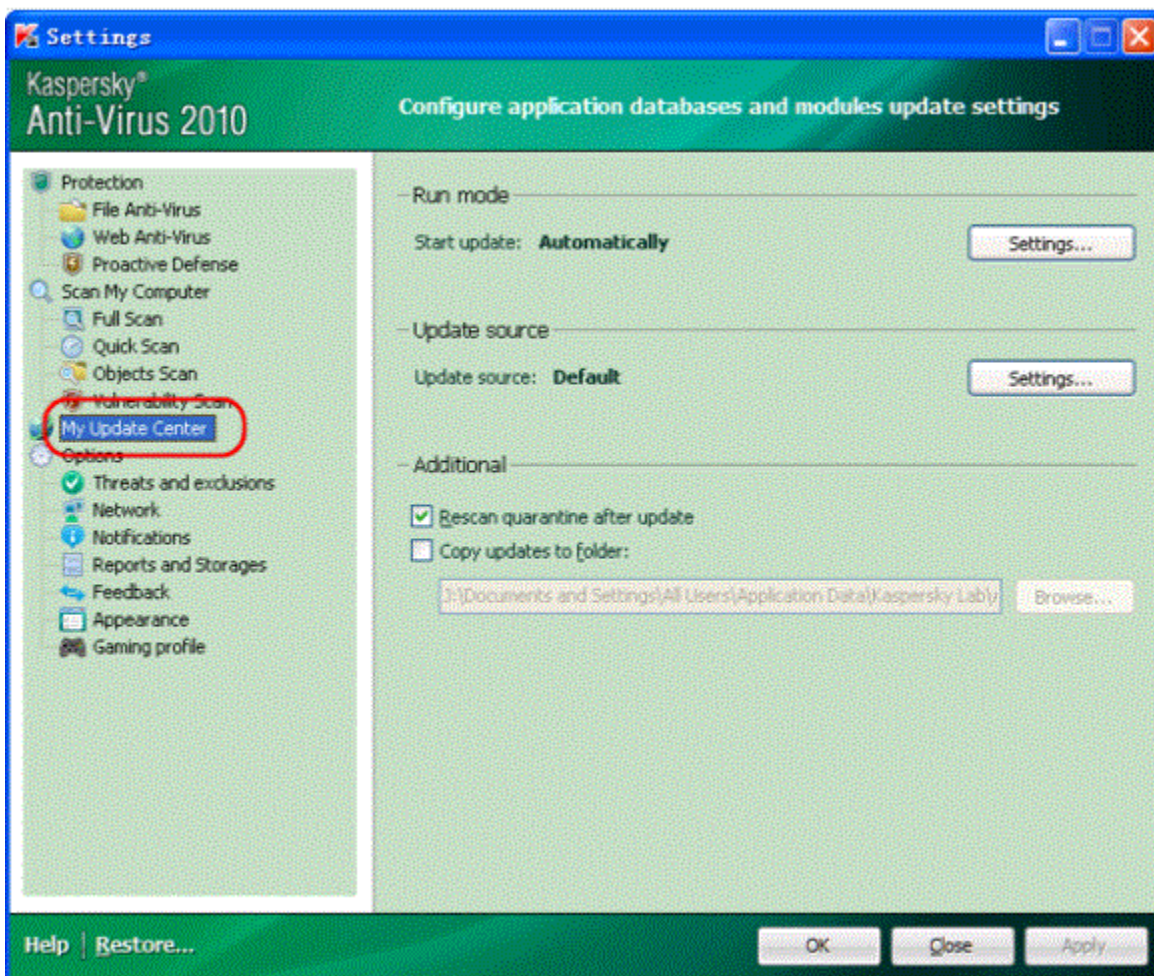 Settings
Kaspersky®
Anti-Virus 2010
Configure application databases and modules update settings
Protection
File Anti-Virus
Web Anti-Virus
Proactive Defense
Scan My Computer
Full Scan
Quick Scan
Objects Scan
Vulnerability Scan
My Update Center
Options
Threats and exclusions
Network
Notifications
Reports and Storages
Feedback
Appearance
Gaming profile
Run mode
Start update: Automatically
Settings...
Update source
Update source: Default
Settings...
Additional
Rescan quarantine after update
Copy updates to folder:
J:\Documents and Settings\All Users\Application Data\Kaspersky Lab\
Browse...
Help | Restore...
OK
Close
Apply